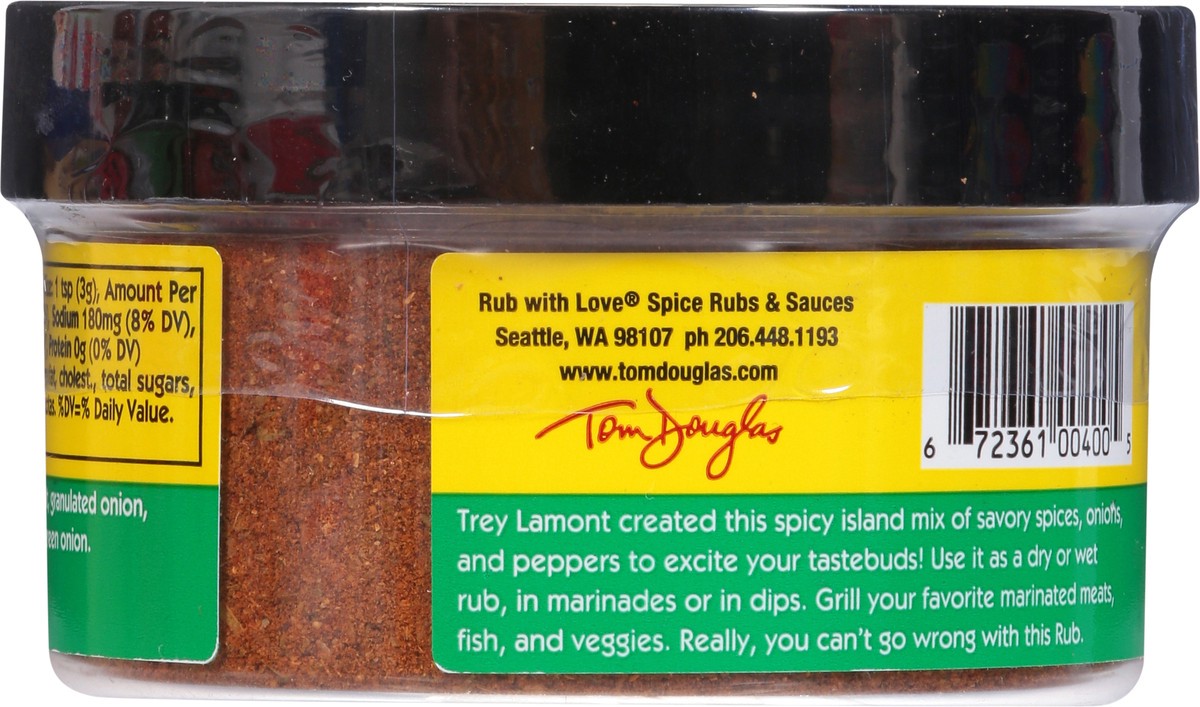 1 tsp (3g), Amount Per
Sodium 180mg (8% DV),
Protein 0g (0% DV)
cholest., total sugars,
%DV=% Daily Value.
granulated onion,
onion.
Rub with Love® Spice Rubs & Sauces
Seattle, WA 98107 ph 206.448.1193
www.tomdouglas.com
Tom Douglas
6 72361 00400 5
Trey Lamont created this spicy island mix of savory spices, onions,
and peppers to excite your tastebuds! Use it as a dry or wet
rub, in marinades or in dips. Grill your favorite marinated meats,
fish, and veggies. Really, you can't go wrong with this Rub.